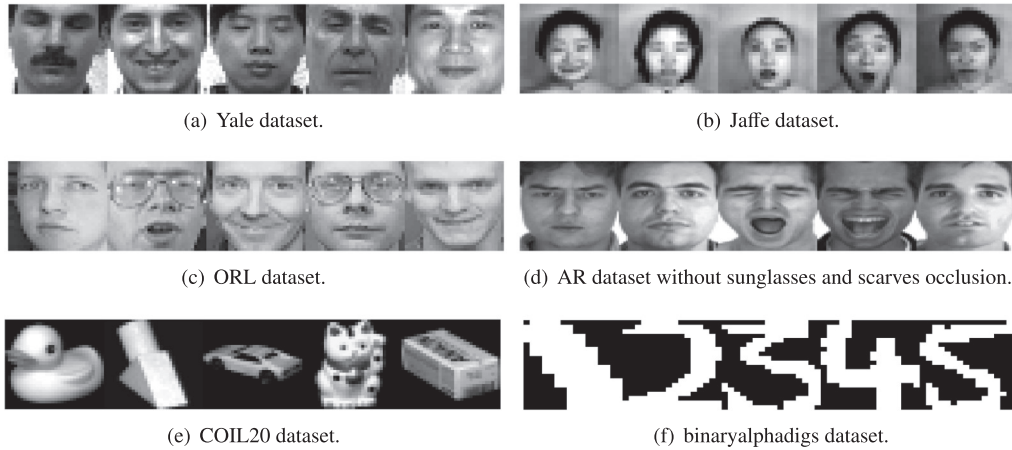 (a) Yale dataset.
(b) Jaffe dataset.
(c) ORL dataset.
(d) AR dataset without sunglasses and scarves occlusion.
(e) COIL20 dataset.
(f) binaryalphadigs dataset.